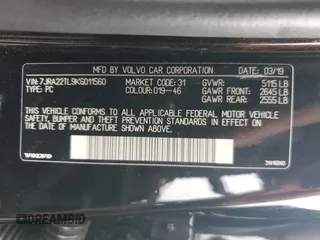 MFD. BY VOLVO CAR CORPORATION 03/19
VIN: 7JRA22TL9KG011560 MARKET CODE: 31 GVWR: 5115 LB
TYPE: PC COLOUR: 019-46 GAWR FRONT: 2645 LB
GAWR REAR: 2555 LB
THIS VEHICLE CONFORMS TO ALL APPLICABLE U.S. FEDERAL MOTOR VEHICLE
SAFETY, BUMPER AND THEFT PREVENTION STANDARDS IN EFFECT ON THE DATE OF
MANUFACTURE SHOWN ABOVE.
VOLVO
DREAMBID